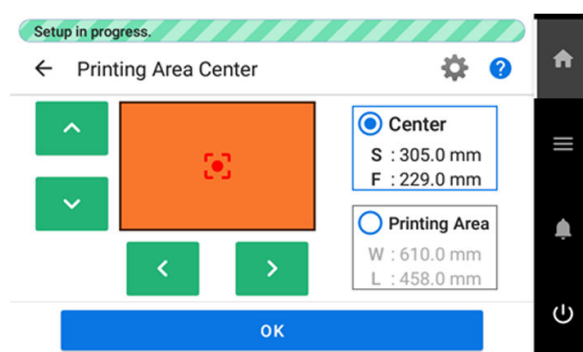 Setup in progress.
Printing Area Center
Center
S : 305.0 mm
F : 229.0 mm
Printing Area
W : 610.0 mm
L : 458.0 mm
OK